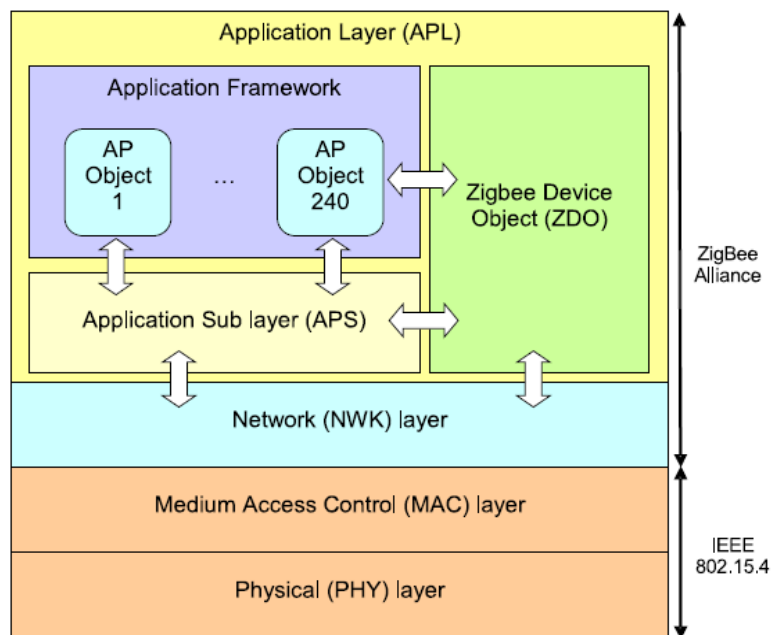 Application Layer (APL)
Application Framework
AP
Object
1
...
AP
Object
240
Zigbee Device
Object (ZDO)
ZigBee
Alliance
Application Sub layer (APS)
Network (NWK) layer
Medium Access Control (MAC) layer
IEEE
802.15.4
Physical (PHY) layer